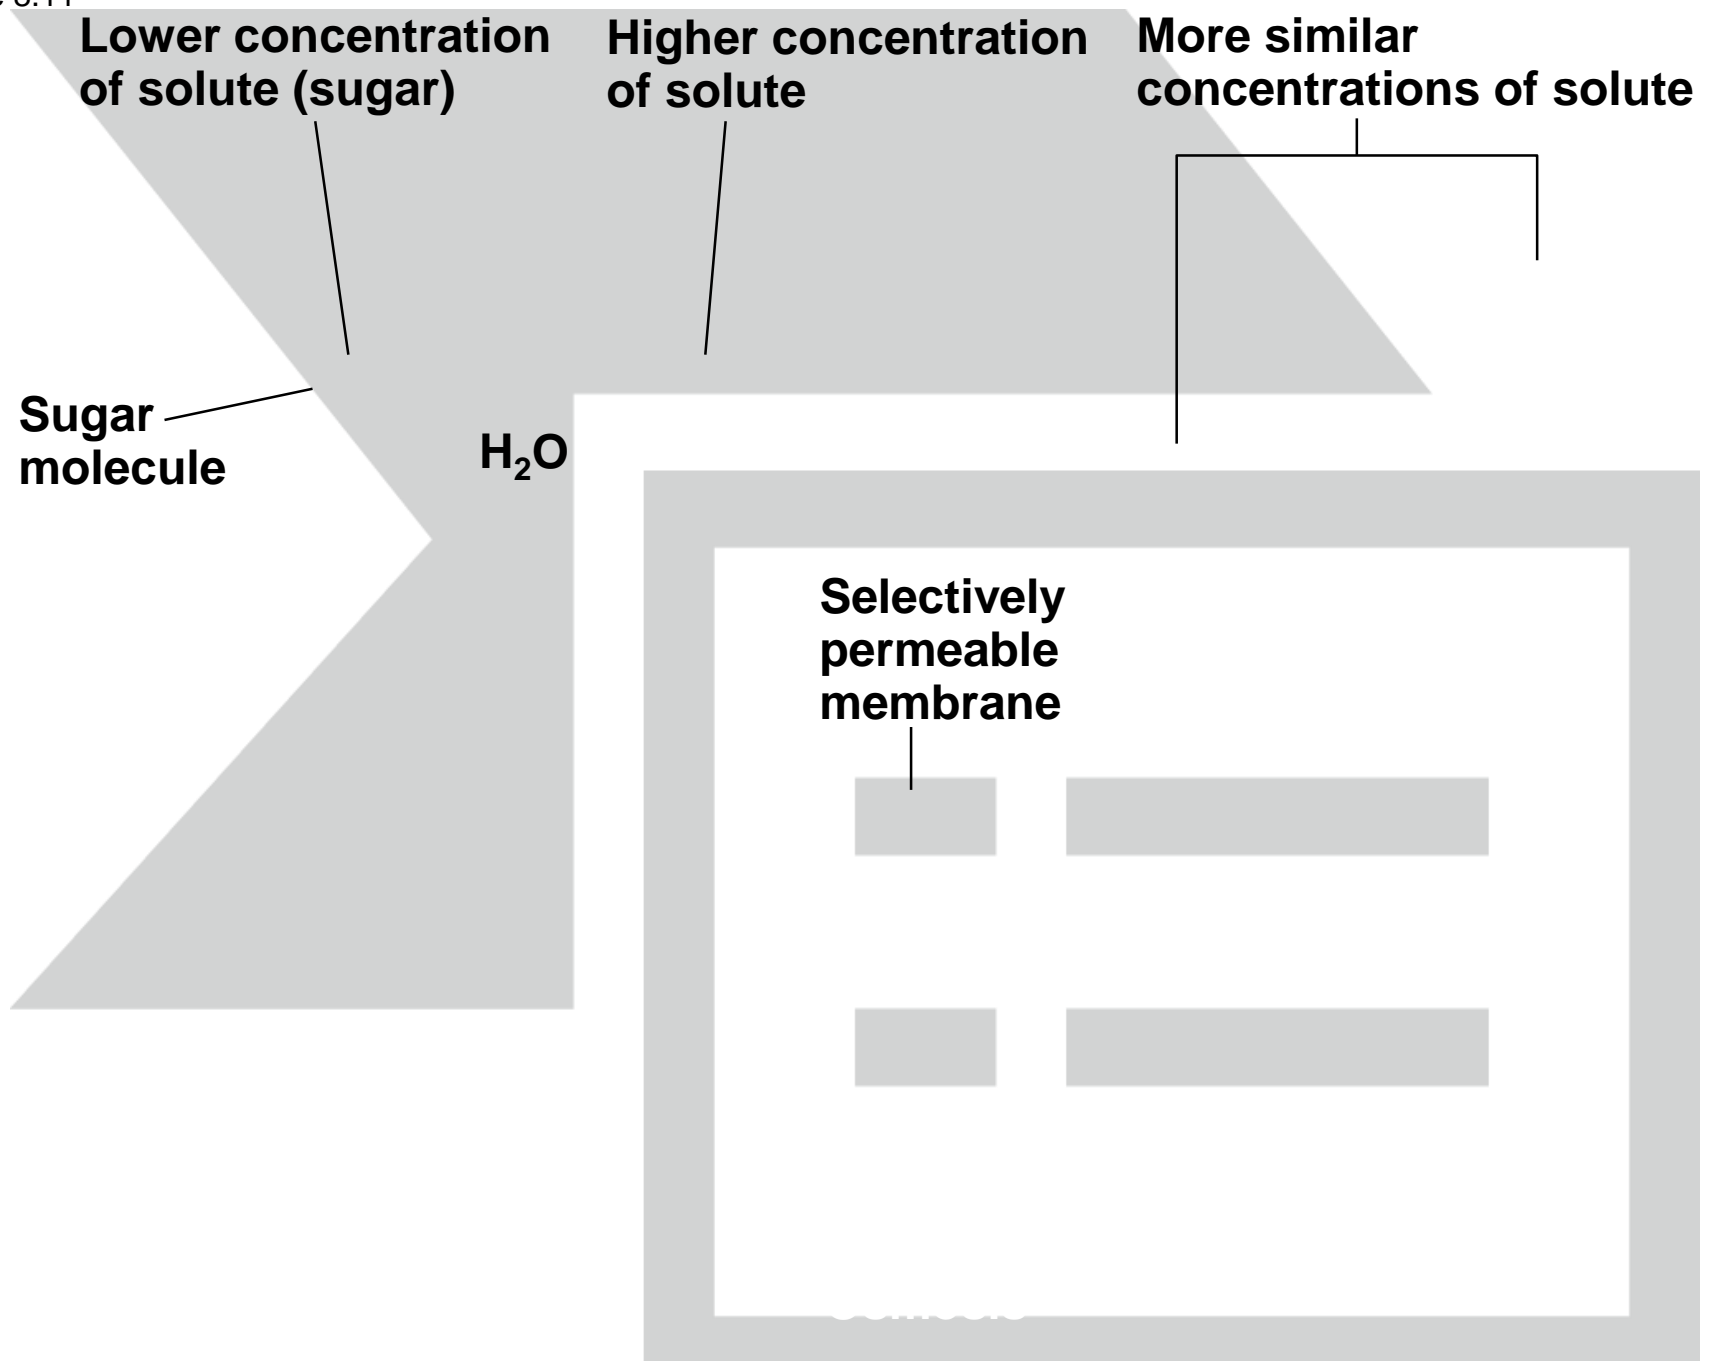 Lower concentration
of solute (sugar)
Higher concentration
of solute
More similar
concentrations of solute
Sugar
molecule
H₂O
Selectively
permeable
membrane